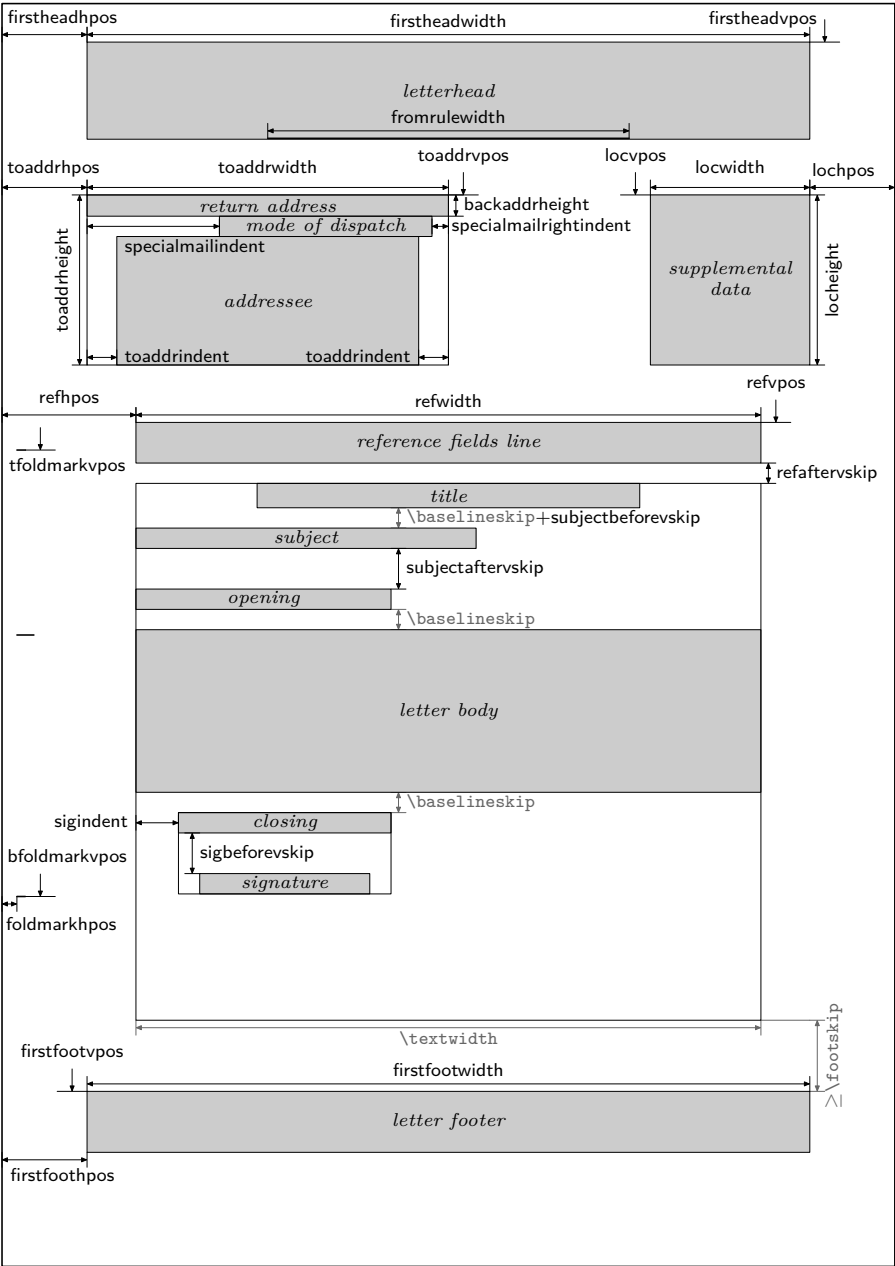 firstheadhpos
firstheadwidth
firstheadvpos
letterhead
fromrulewidth
toaddrhpos
toaddrwidth
toaddrvpos
locvpos
locwidth
lochpos
return address
backaddrheight
mode of dispatch
specialmailrightindent
specialmailindent
toaddrheight
addressee
supplemental
data
locheight
toaddrindent
toaddrindent
refhpos
refwidth
refvpos
reference fields line
tfoldmarkvpos
refaftervskip
title
\baselineskip+subjectbeforevskip
subject
subjectaftervskip
opening
\baselineskip
letter body
\baselineskip
sigindent
closing
sigbeforevskip
bfoldmarkvpos
signature
foldmarkhpos
\textwidth
≥\footskip
firstfootvpos
firstfootwidth
letter footer
firstfoothpos